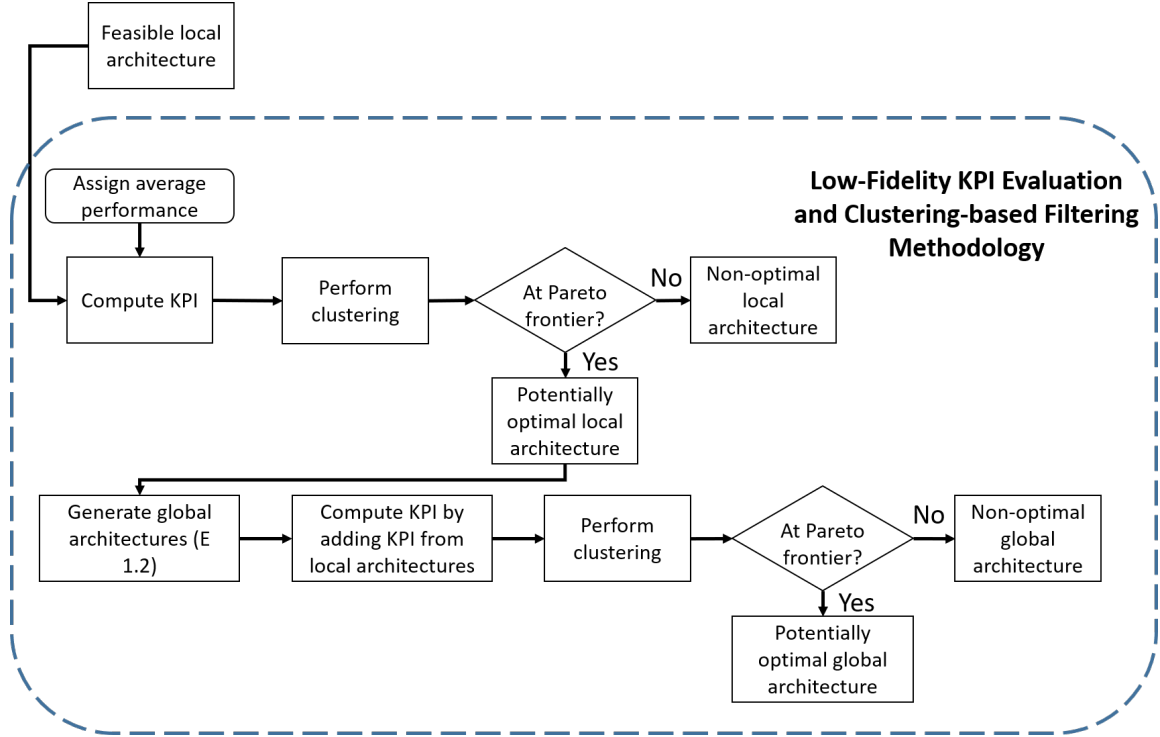 Feasible local
architecture
Low-Fidelity KPI Evaluation
and Clustering-based Filtering
Methodology
Assign average
performance
Compute KPI
Perform
clustering
At Pareto
frontier?
No
Non-optimal
local
architecture
Yes
Potentially
optimal local
architecture
Generate global
architectures (E
1.2)
Compute KPI by
adding KPI from
local architectures
Perform
clustering
At Pareto
frontier?
No
Non-optimal
global
architecture
Yes
Potentially
optimal global
architecture